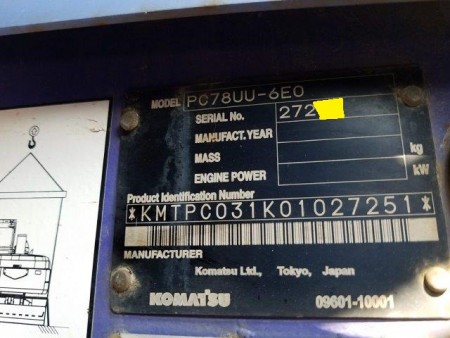 MODEL PC78UU-6E0
SERIAL No. 272
MANUFACT. YEAR
MASS kg
ENGINE POWER kW
Product Identification Number
*KMTPC031K01027251*
MANUFACTURER
Komatsu Ltd., Tokyo, Japan
KOMATSU 09601-10001